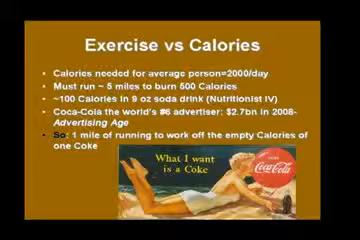 Exercise vs Calories
• Calories needed for average person=2000/day
• Must run ~ 5 miles to burn 500 Calories
• ~100 Calories in 9 oz soda drink (Nutritionist IV)
• Coca-Cola the world's #6 advertiser: $2.7bn in 2008-
Advertising Age
• So: 1 mile of running to work off the empty Calories of
one Coke
What I want
is a Coke
Coca-Cola